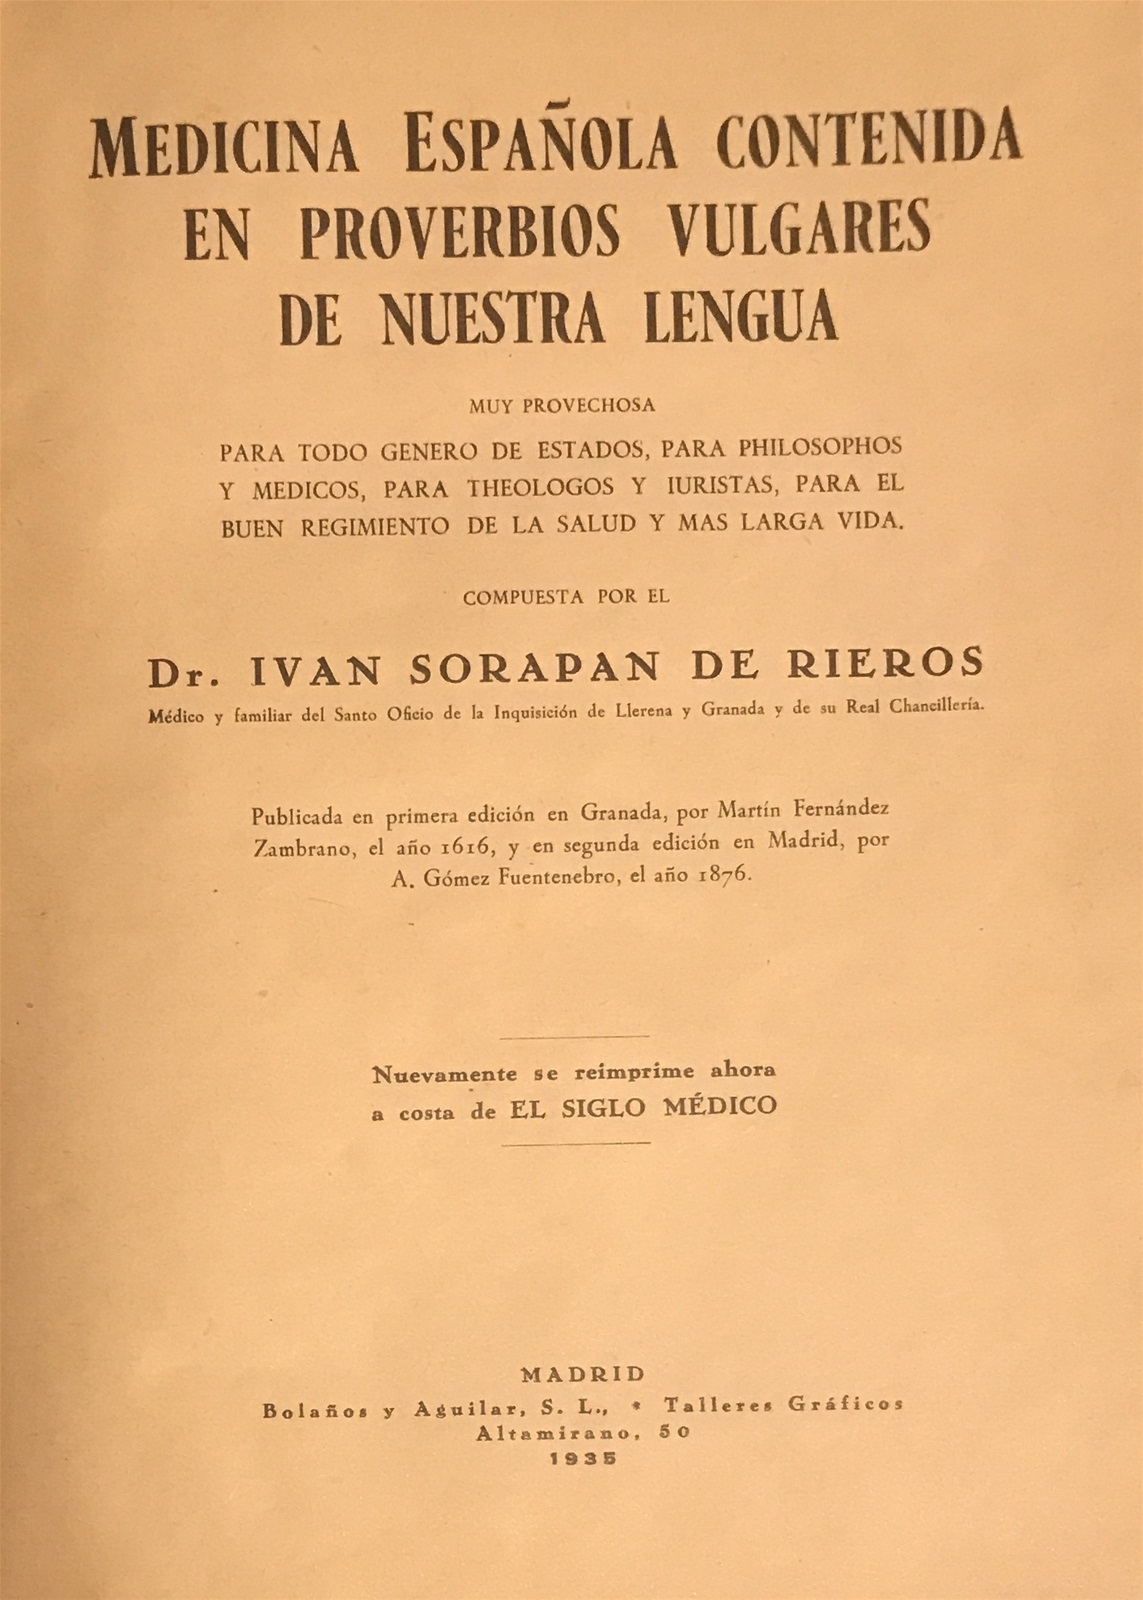 MEDICINA ESPAÑOLA CONTENIDA
EN PROVERBIOS VULGARES
DE NUESTRA LENGUA
MUY PROVECHOSA
PARA TODO GENERO DE ESTADOS, PARA PHILOSOPHOS
Y MEDICOS, PARA THEOLOGOS Y IURISTAS, PARA EL
BUEN REGIMIENTO DE LA SALUD Y MAS LARGA VIDA.
COMPUESTA POR EL
Dr. IVAN SORAPAN DE RIEROS
Médico y familiar del Santo Oficio de la Inquisición de Llerena y Granada y de su Real Chancillería.
Publicada en primera edición en Granada, por Martín Fernández
Zambrano, el año 1616, y en segunda edición en Madrid, por
A. Gómez Fuentenebro, el año 1876.
Nuevamente se reimprime ahora
a costa de EL SIGLO MÉDICO
MADRID
Bolaños y Aguilar, S. L., * Talleres Gráficos
Altamirano, 50
1935